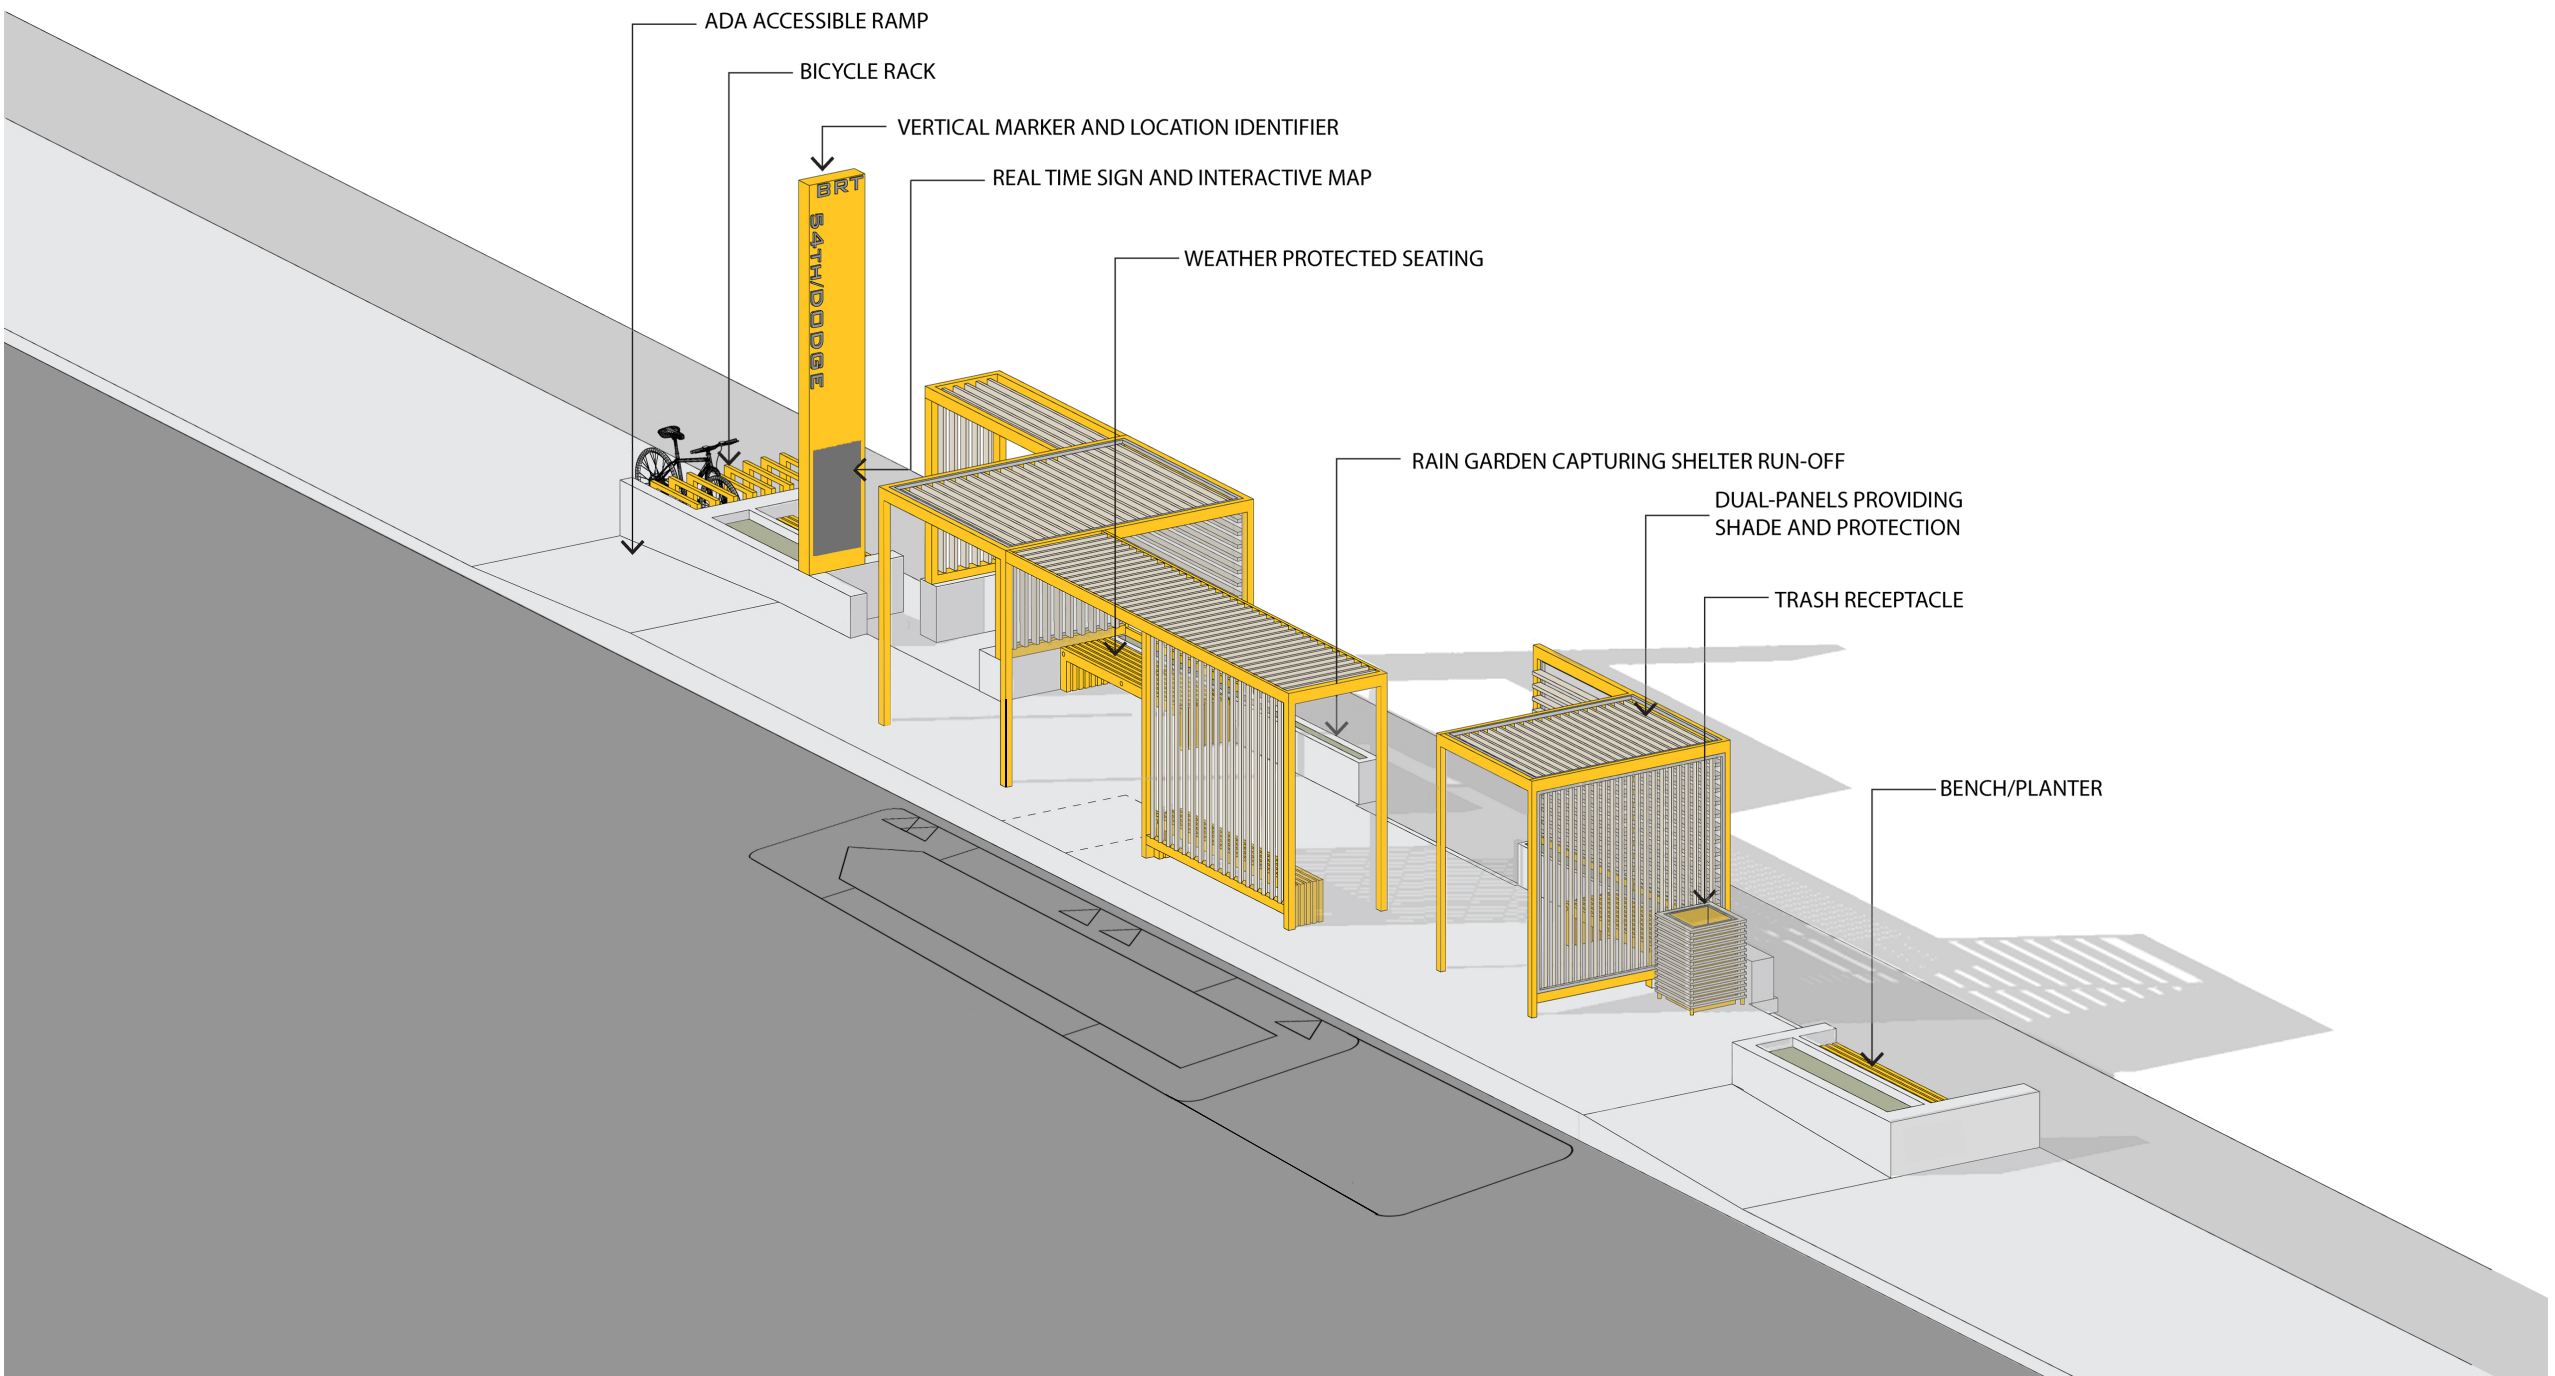 ADA ACCESSIBLE RAMP
BICYCLE RACK
VERTICAL MARKER AND LOCATION IDENTIFIER
REAL TIME SIGN AND INTERACTIVE MAP
BRT
54TH/DODGE
WEATHER PROTECTED SEATING
RAIN GARDEN CAPTURING SHELTER RUN-OFF
DUAL-PANELS PROVIDING
SHADE AND PROTECTION
TRASH RECEPTACLE
BENCH/PLANTER